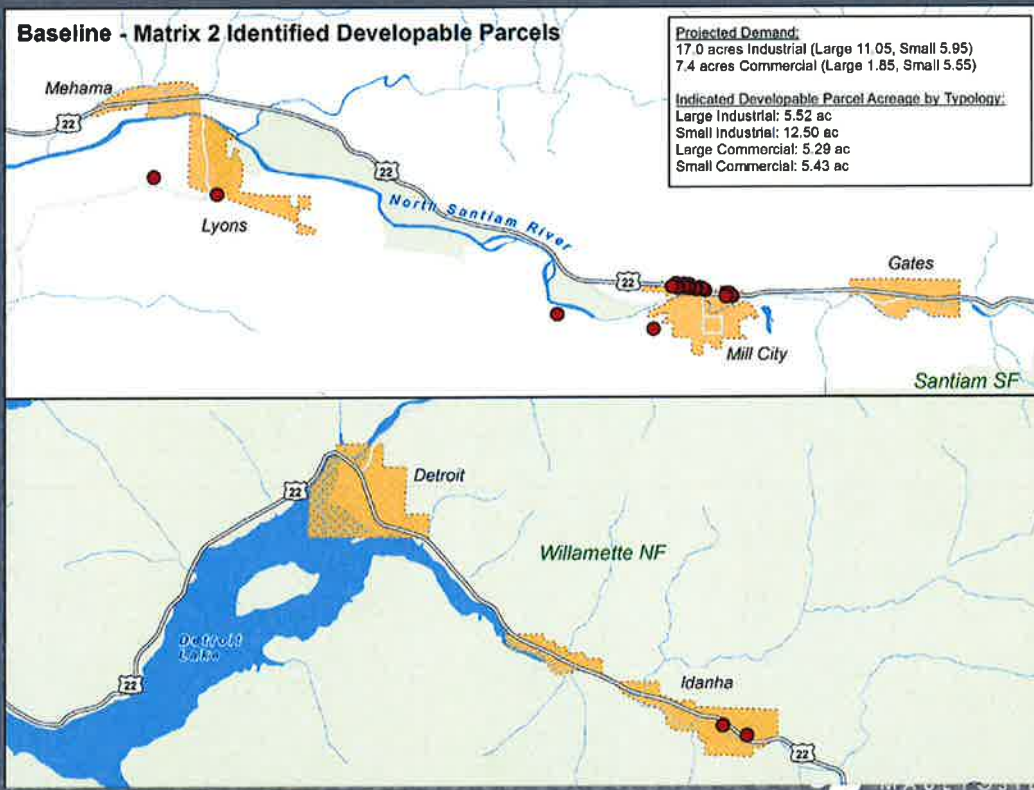 Baseline - Matrix 2 Identified Developable Parcels
Projected Demand:
17.0 acres Industrial (Large 11.05, Small 5.95)
7.4 acres Commercial (Large 1.85, Small 5.55)
Indicated Developable Parcel Acreage by Typology:
Large Industrial: 5.52 ac
Small Industrial: 12.50 ac
Large Commercial: 5.29 ac
Small Commercial: 5.43 ac
Mehama
22
22
North Santiam River
Lyons
Gates
22
Mill City
Santiam SF
Detroit
22
Willamette NF
Detroit
Lake
22
Idanha
22